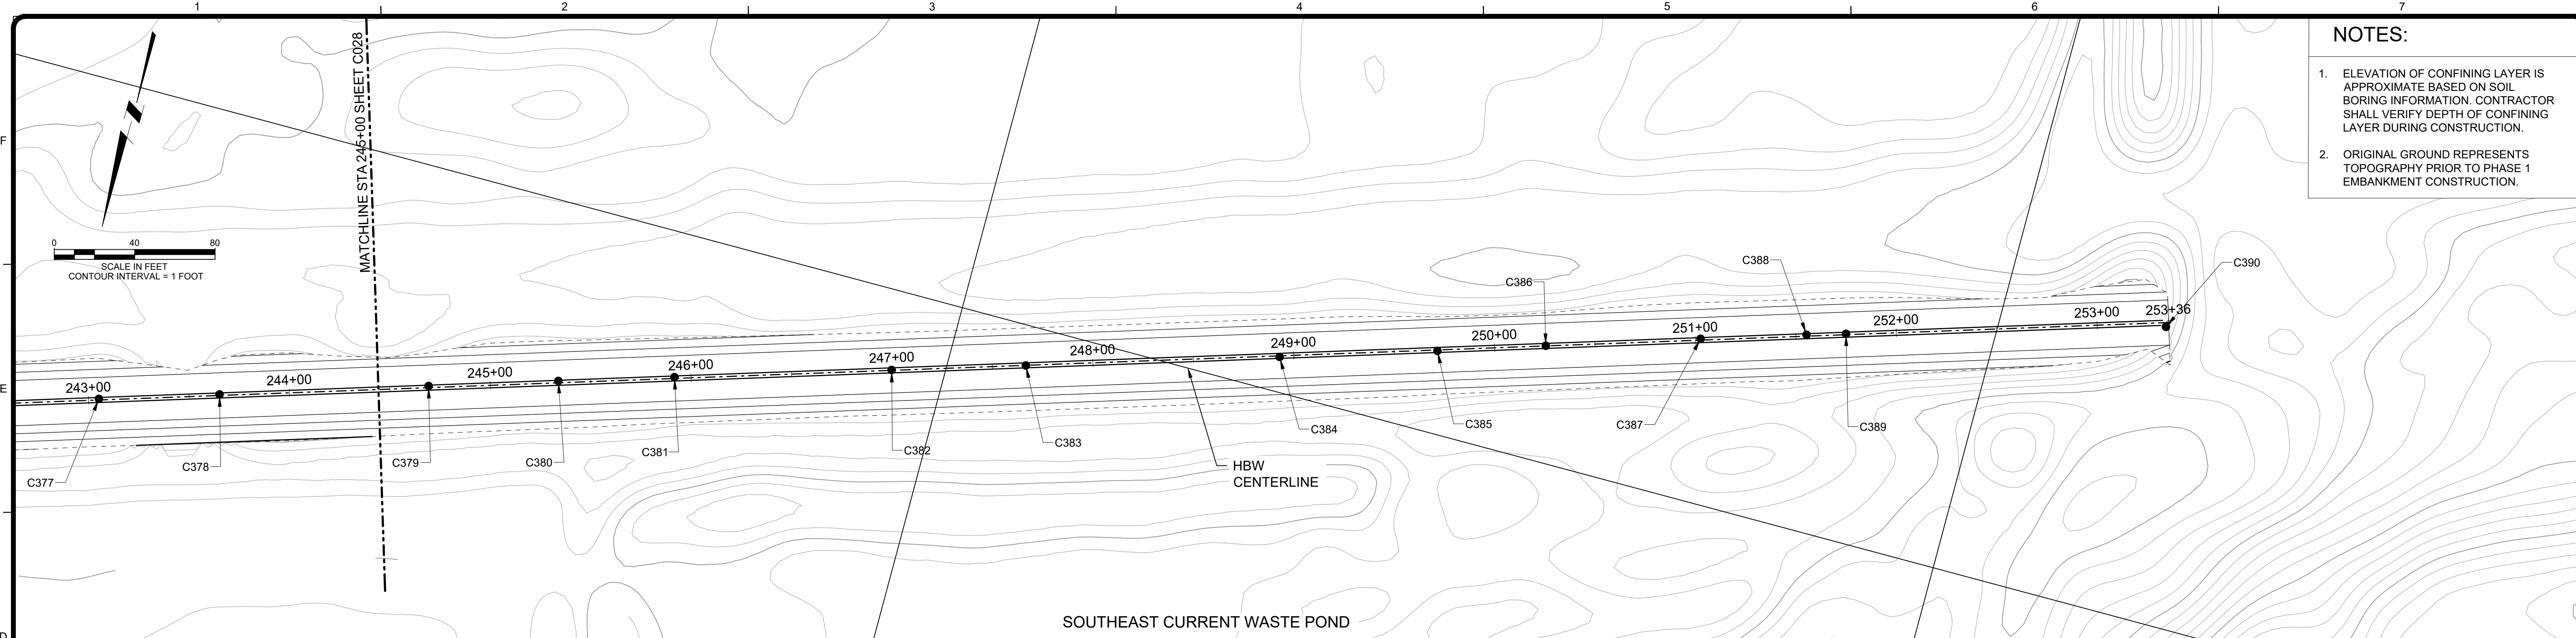 1
2
3
4
5
6
7
F
E
D
MATCHLINE STA 245+00 SHEET C028
0 40 80
SCALE IN FEET
CONTOUR INTERVAL = 1 FOOT
NOTES:
1. ELEVATION OF CONFINING LAYER IS
APPROXIMATE BASED ON SOIL
BORING INFORMATION. CONTRACTOR
SHALL VERIFY DEPTH OF CONFINING
LAYER DURING CONSTRUCTION.
2. ORIGINAL GROUND REPRESENTS
TOPOGRAPHY PRIOR TO PHASE 1
EMBANKMENT CONSTRUCTION.
C386
C388
C390
243+00
244+00
245+00
246+00
247+00
248+00
249+00
250+00
251+00
252+00
253+00
253+36
C377
C378
C379
C380
C381
C382
C383
C384
C385
C387
C389
HBW
CENTERLINE
SOUTHEAST CURRENT WASTE POND